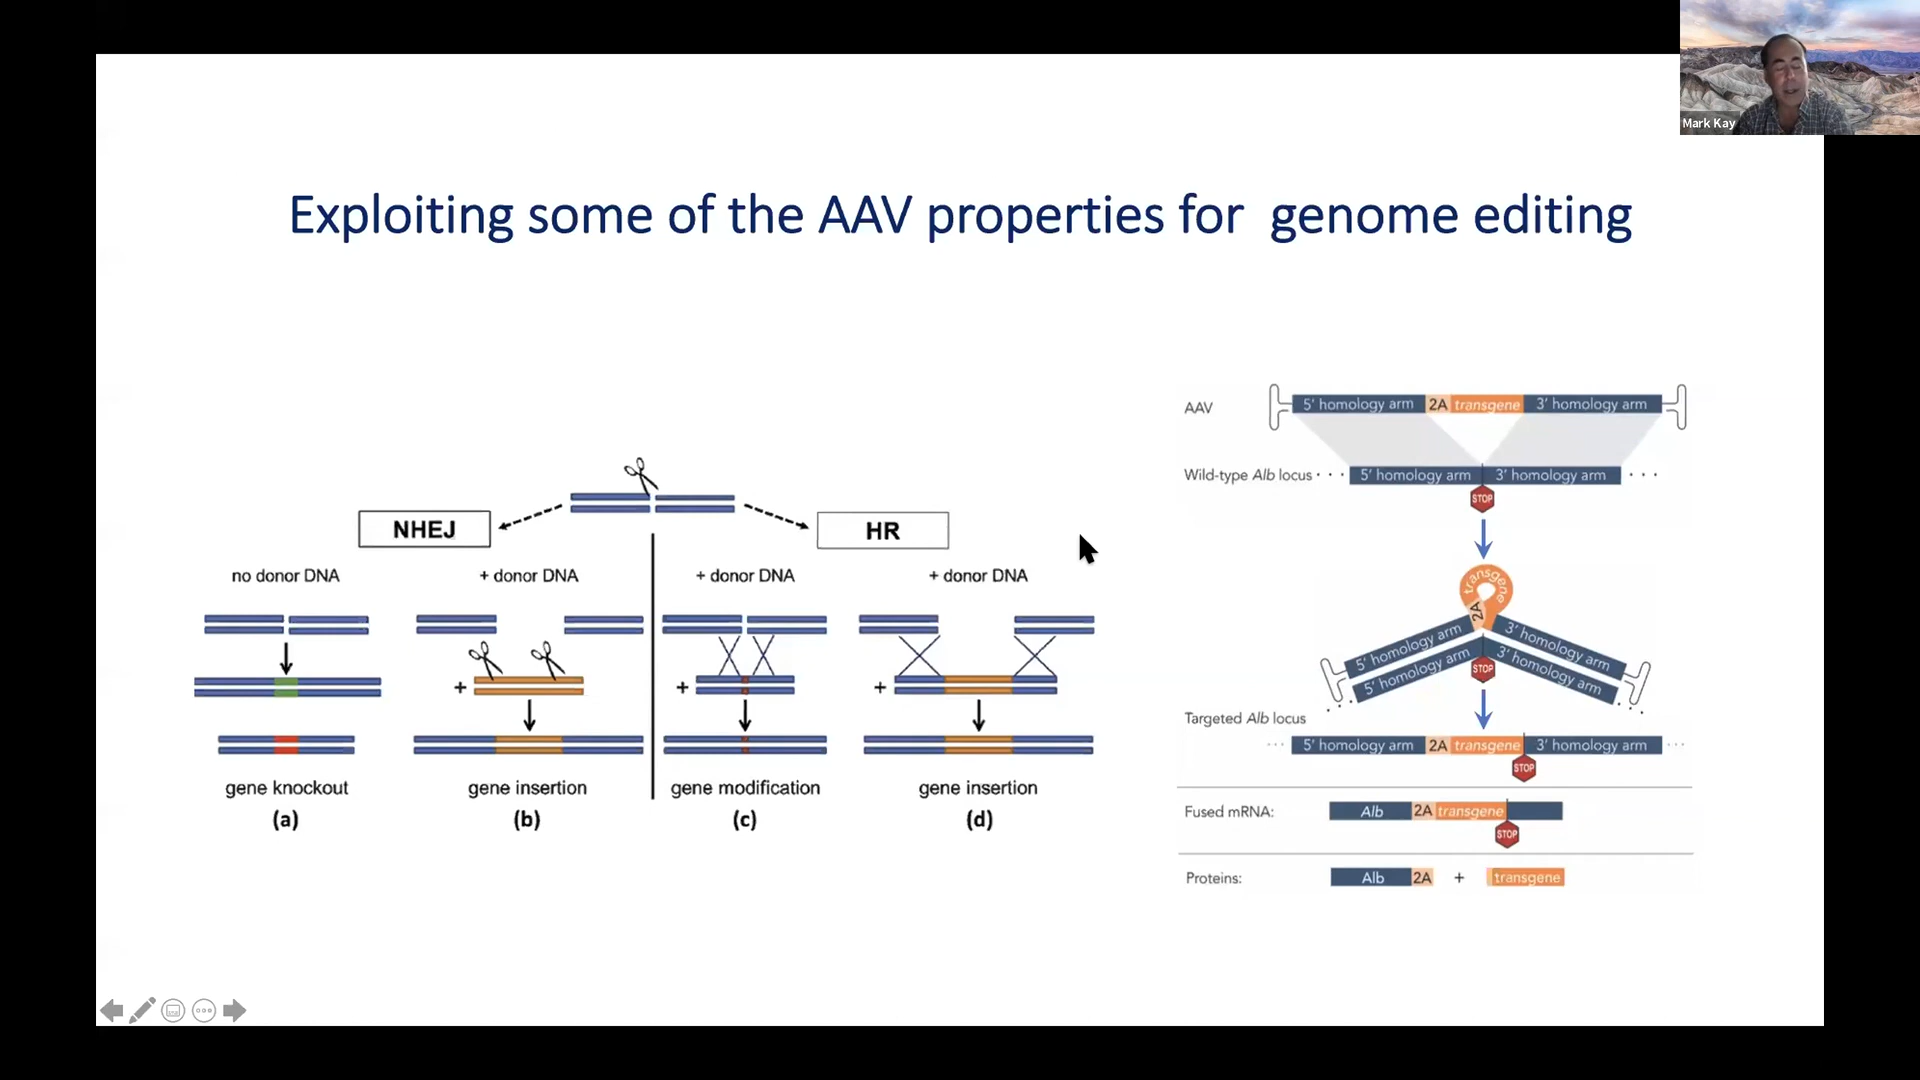 Mark Kay
Exploiting some of the AAV properties for genome editing
NHEJ
HR
no donor DNA
+ donor DNA
+ donor DNA
+ donor DNA
+
+
+
gene knockout
gene insertion
gene modification
gene insertion
(a)
(b)
(c)
(d)
AAV
5' homology arm 2A transgene 3' homology arm
Wild-type Alb locus
5' homology arm 3' homology arm
STOP
transgene
2A
5' homology arm 3' homology arm
5' homology arm 3' homology arm
STOP
Targeted Alb locus
5' homology arm 2A transgene 3' homology arm
STOP
Fused mRNA:
Alb 2A transgene
STOP
Proteins:
Alb 2A + transgene